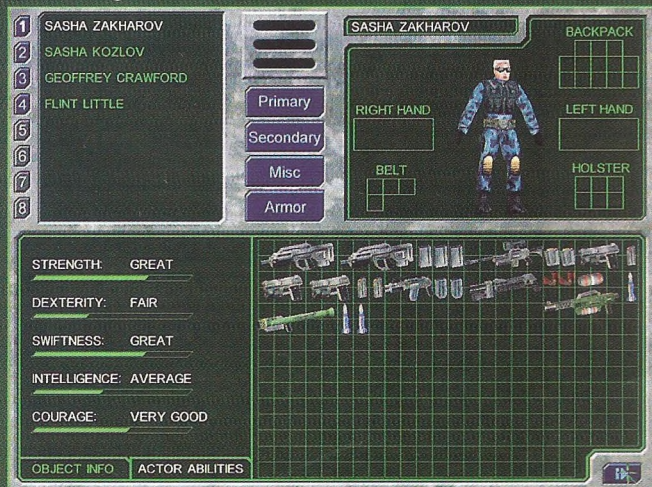 1 SASHA ZAKHAROV
2 SASHA KOZLOV
3 GEOFFREY CRAWFORD
4 FLINT LITTLE
5
6
7
8
Primary
Secondary
Misc
Armor
SASHA ZAKHAROV
BACKPACK
RIGHT HAND
LEFT HAND
BELT
HOLSTER
STRENGTH: GREAT
DEXTERITY: FAIR
SWIFTNESS: GREAT
INTELLIGENCE: AVERAGE
COURAGE: VERY GOOD
OBJECT INFO
ACTOR ABILITIES